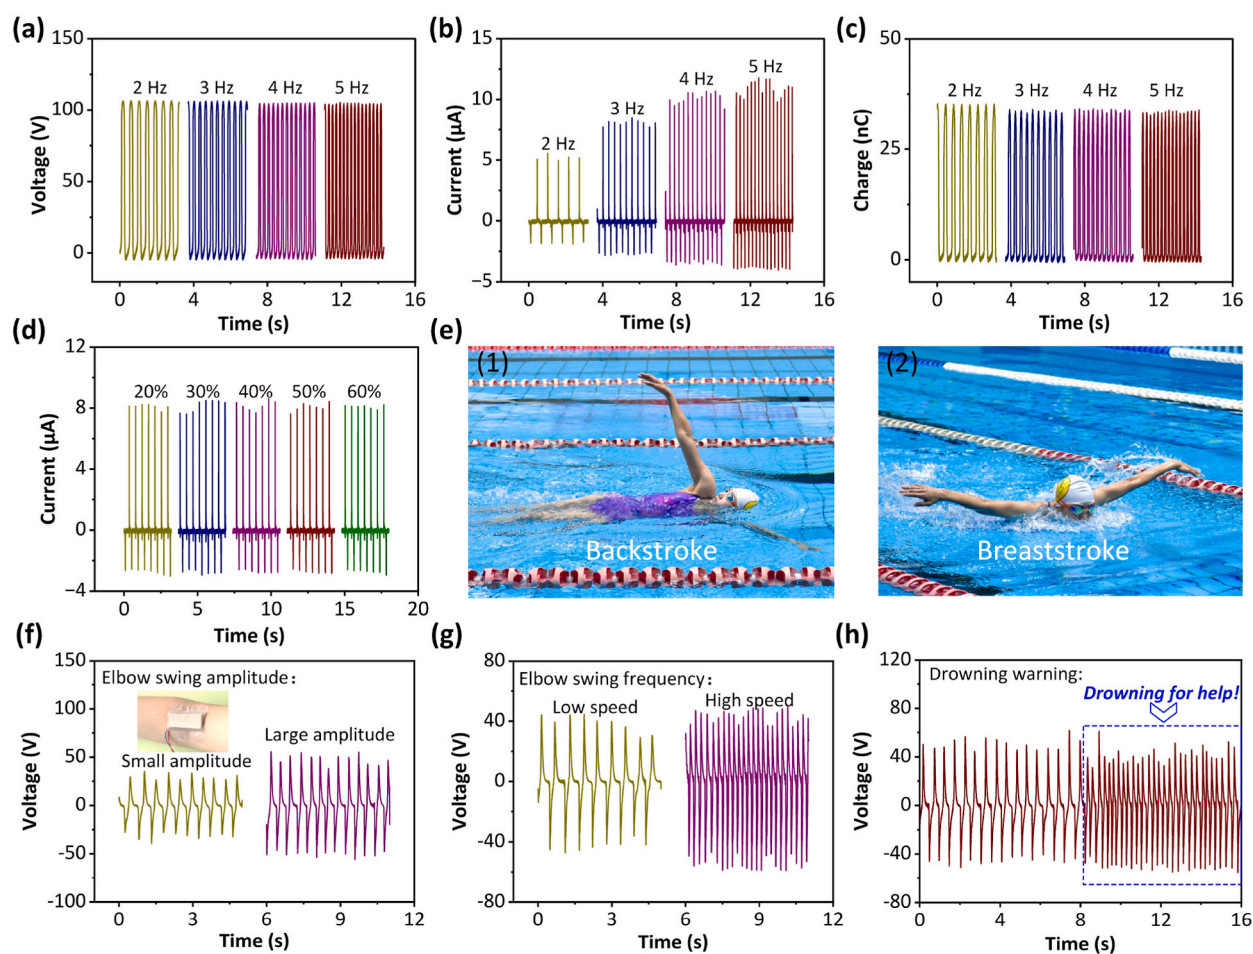 (a)
150
100
50
0
Voltage (V)
2 Hz 3 Hz 4 Hz 5 Hz
0 4 8 12 16
Time (s)
(b)
15
10
5
0
−5
Current (μA)
2 Hz
3 Hz
4 Hz
5 Hz
0 4 8 12 16
Time (s)
(c)
50
25
0
Charge (nC)
2 Hz 3 Hz 4 Hz 5 Hz
0 4 8 12 16
Time (s)
(d)
12
8
4
0
−4
Current (μA)
20% 30% 40% 50% 60%
0 5 10 15 20
Time (s)
(e)
(1)
Backstroke
(2)
Breaststroke
(f)
150
100
50
0
-50
-100
Voltage (V)
Elbow swing amplitude：
Small amplitude
Large amplitude
0 3 6 9 12
Time (s)
(g)
80
40
0
-40
-80
Voltage (V)
Elbow swing frequency：
Low speed
High speed
0 3 6 9 12
Time (s)
(h)
120
80
40
0
-40
-80
Voltage (V)
Drowning warning:
Drowning for help!
0 4 8 12 16
Time (s)